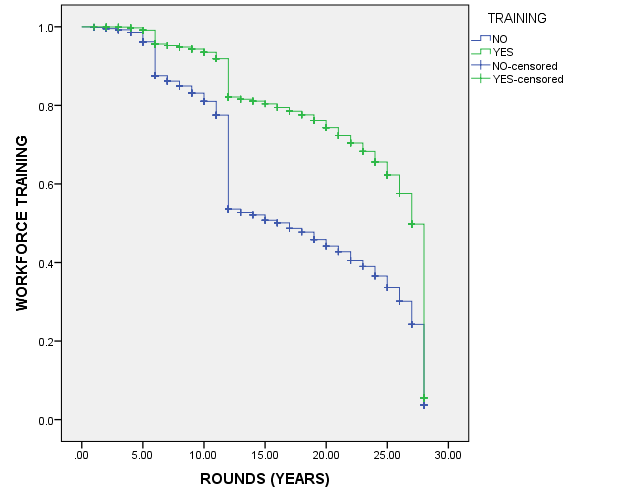 TRAINING
NO
YES
NO-censored
YES-censored
WORKFORCE TRAINING
1.0
0.8
0.6
0.4
0.2
0.0
.00 5.00 10.00 15.00 20.00 25.00 30.00
ROUNDS (YEARS)